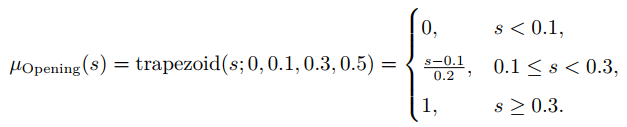 μ_Opening(s) = trapezoid(s; 0, 0.1, 0.3, 0.5) = { 0, s < 0.1,
(s−0.1)/0.2, 0.1 ≤ s < 0.3,
1, s ≥ 0.3.